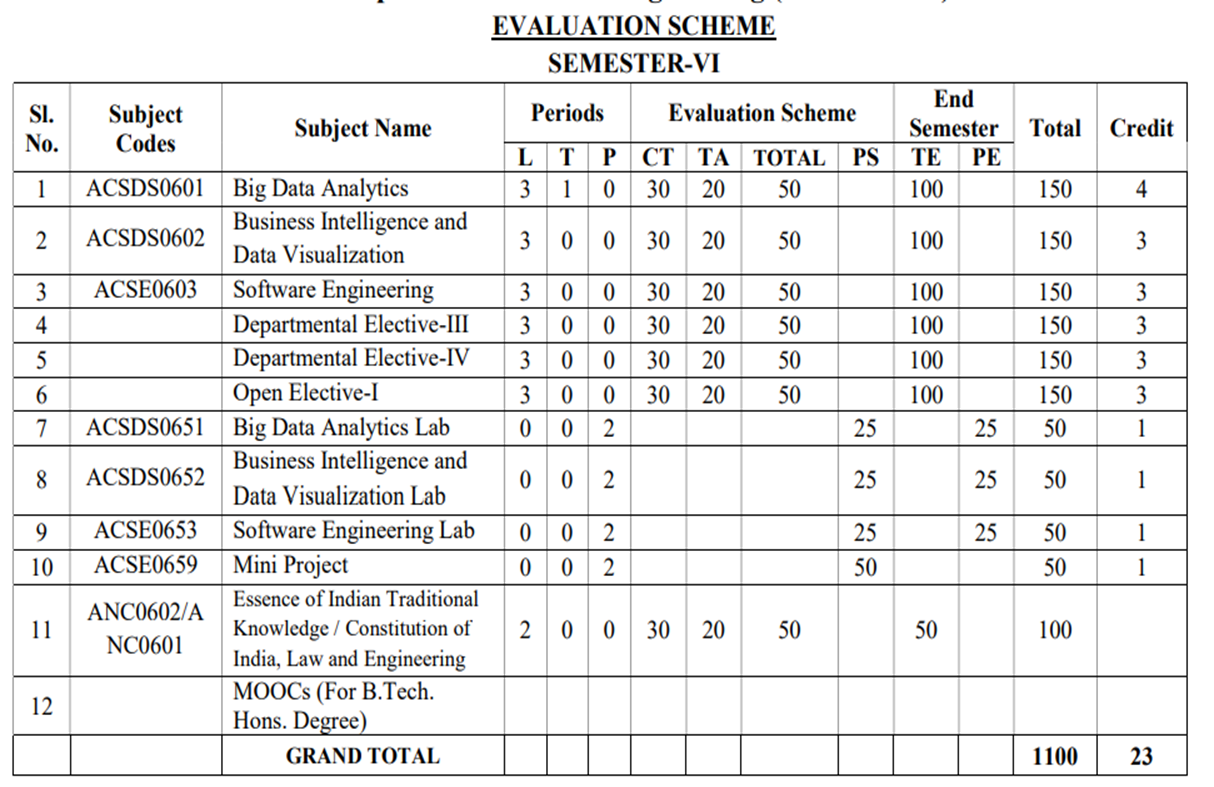 EVALUATION SCHEME
SEMESTER-VI
Sl. No. Subject Codes Subject Name Periods Evaluation Scheme End Semester Total Credit
L T P CT TA TOTAL PS TE PE
1 ACSDS0601 Big Data Analytics 3 1 0 30 20 50 100 150 4
2 ACSDS0602 Business Intelligence and Data Visualization 3 0 0 30 20 50 100 150 3
3 ACSE0603 Software Engineering 3 0 0 30 20 50 100 150 3
4 Departmental Elective-III 3 0 0 30 20 50 100 150 3
5 Departmental Elective-IV 3 0 0 30 20 50 100 150 3
6 Open Elective-I 3 0 0 30 20 50 100 150 3
7 ACSDS0651 Big Data Analytics Lab 0 0 2 25 25 50 1
8 ACSDS0652 Business Intelligence and Data Visualization Lab 0 0 2 25 25 50 1
9 ACSE0653 Software Engineering Lab 0 0 2 25 25 50 1
10 ACSE0659 Mini Project 0 0 2 50 50 1
11 ANC0602/A NC0601 Essence of Indian Traditional Knowledge / Constitution of India, Law and Engineering 2 0 0 30 20 50 50 100
12 MOOCs (For B.Tech. Hons. Degree)
GRAND TOTAL 1100 23